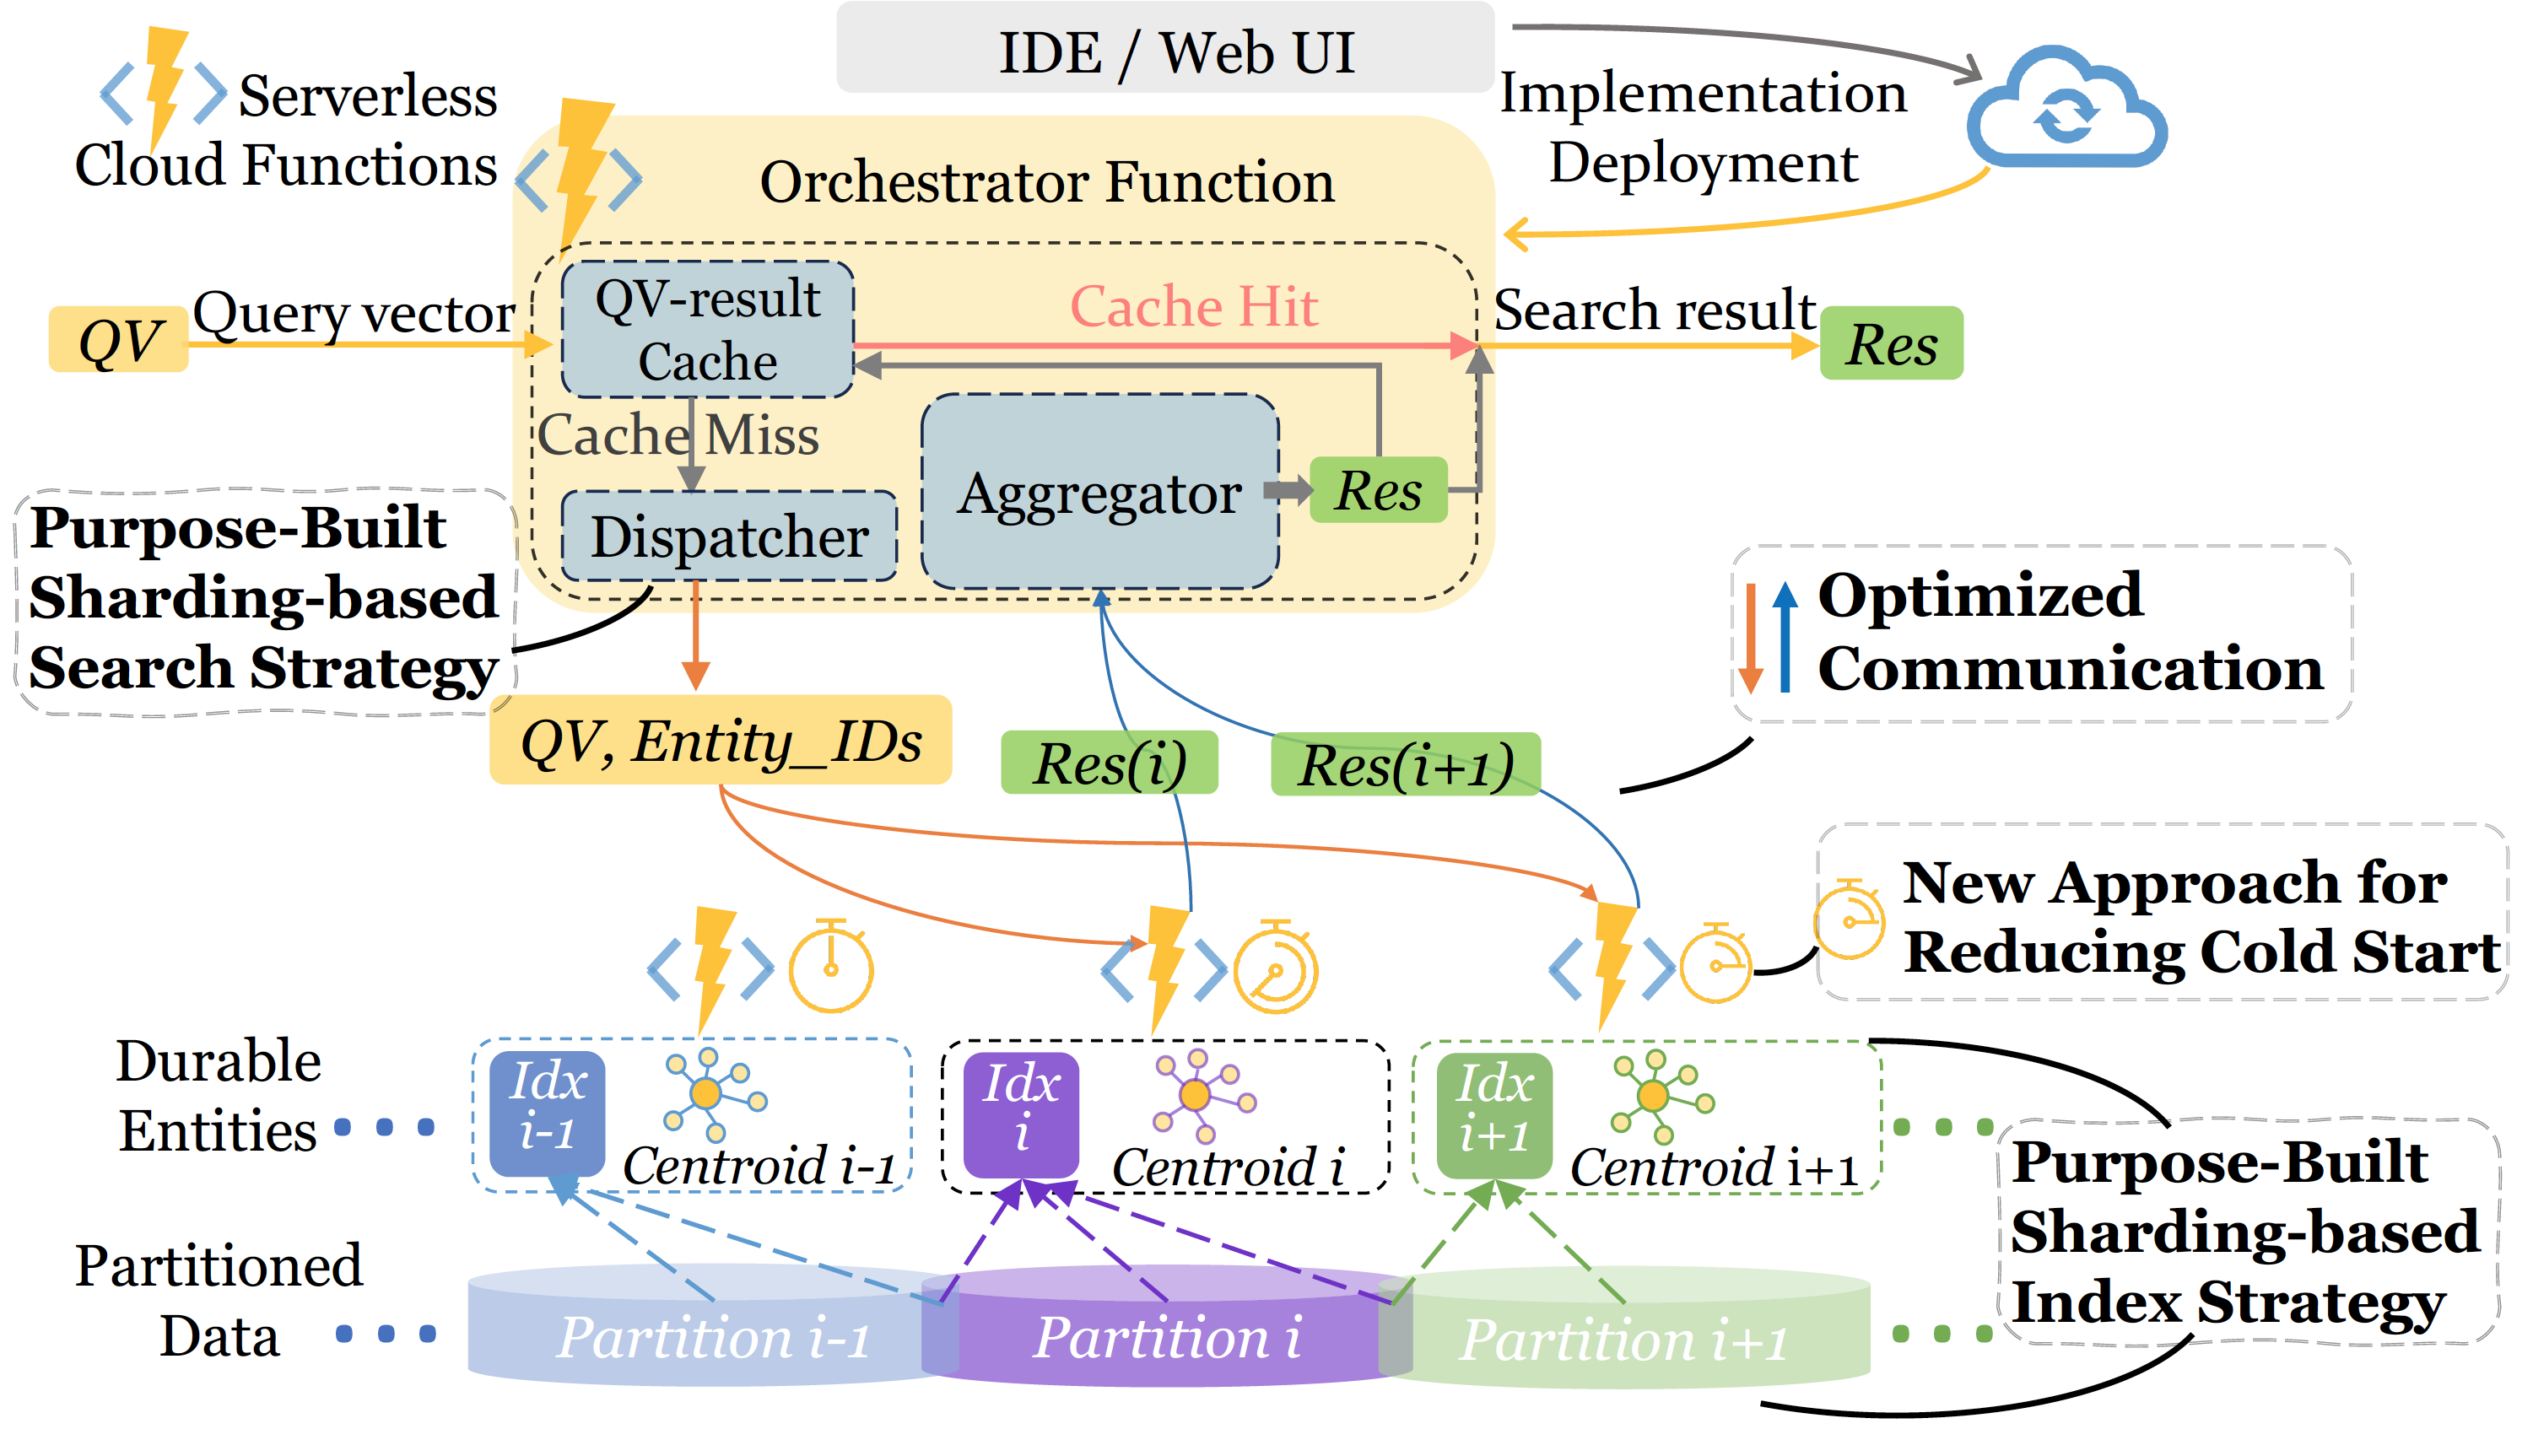 IDE / Web UI
Serverless
Cloud Functions
Implementation
Deployment
Orchestrator Function
QV
Query vector
QV-result
Cache
Cache Hit
Search result
Res
Cache Miss
Aggregator
Res
Dispatcher
Purpose-Built
Sharding-based
Search Strategy
Optimized
Communication
QV, Entity_IDs
Res(i)
Res(i+1)
New Approach for
Reducing Cold Start
Durable
Entities
Idx
i-1
Centroid i-1
Idx
i
Centroid i
Idx
i+1
Centroid i+1
Purpose-Built
Sharding-based
Index Strategy
Partitioned
Data
Partition i-1
Partition i
Partition i+1